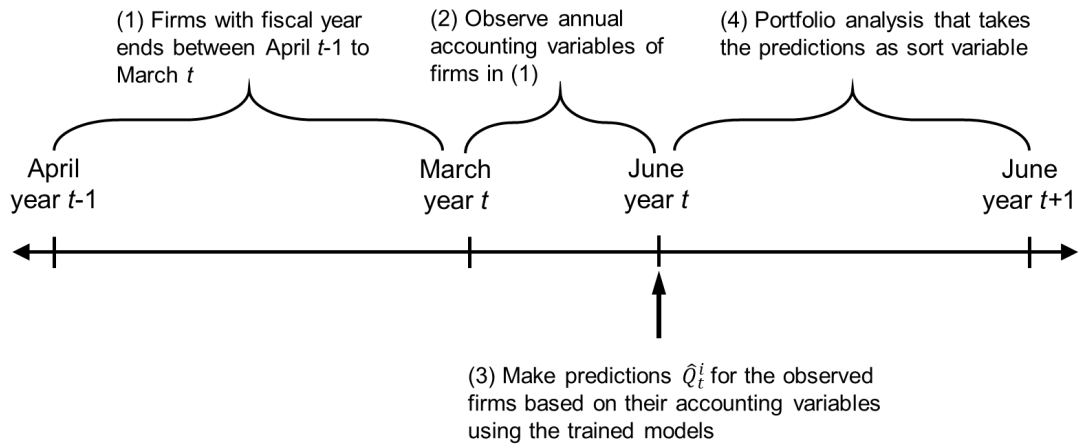 (1) Firms with fiscal year
ends between April t-1 to
March t
(2) Observe annual
accounting variables of
firms in (1)
(4) Portfolio analysis that takes
the predictions as sort variable
April
year t-1
March
year t
June
year t
June
year t+1
(3) Make predictions Q̂ᵢₜ for the observed
firms based on their accounting variables
using the trained models